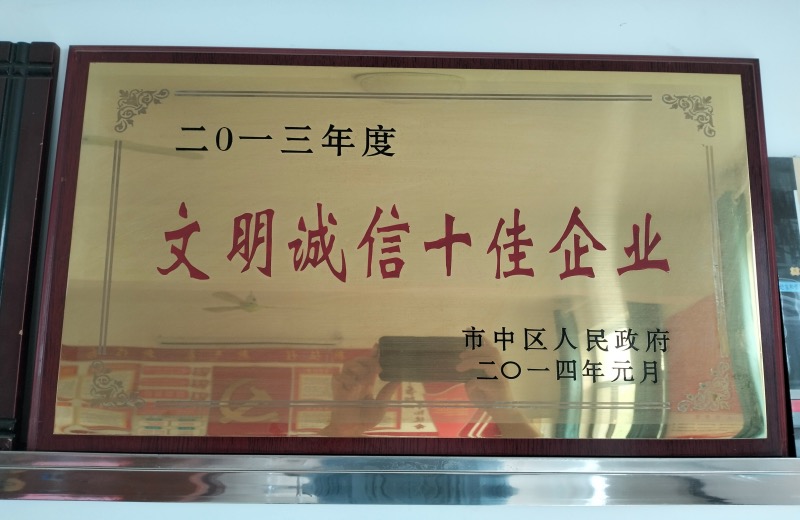 二0一三年度
文明诚信十佳企业
市中区人民政府
二〇一四年元月